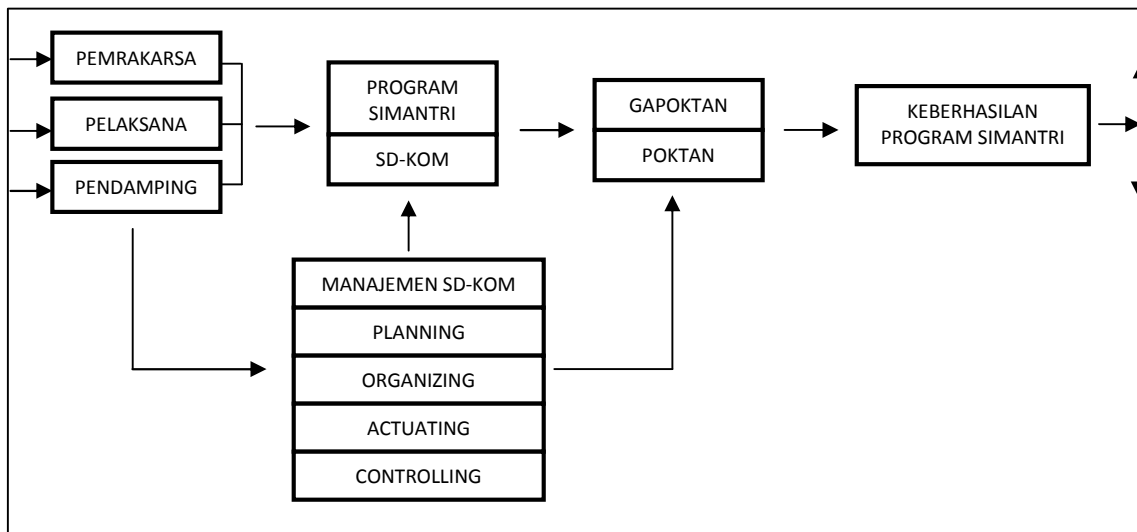 PEMRAKARSA
PELAKSANA
PENDAMPING
PROGRAM
SIMANTRI
SD-KOM
GAPOKTAN
POKTAN
KEBERHASILAN
PROGRAM SIMANTRI
MANAJEMEN SD-KOM
PLANNING
ORGANIZING
ACTUATING
CONTROLLING